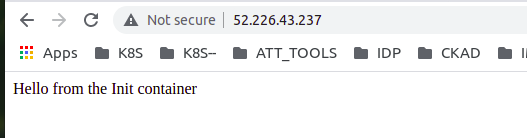 Not secure | 52.226.43.237
Apps K8S K8S-- ATT_TOOLS IDP CKAD
Hello from the Init container